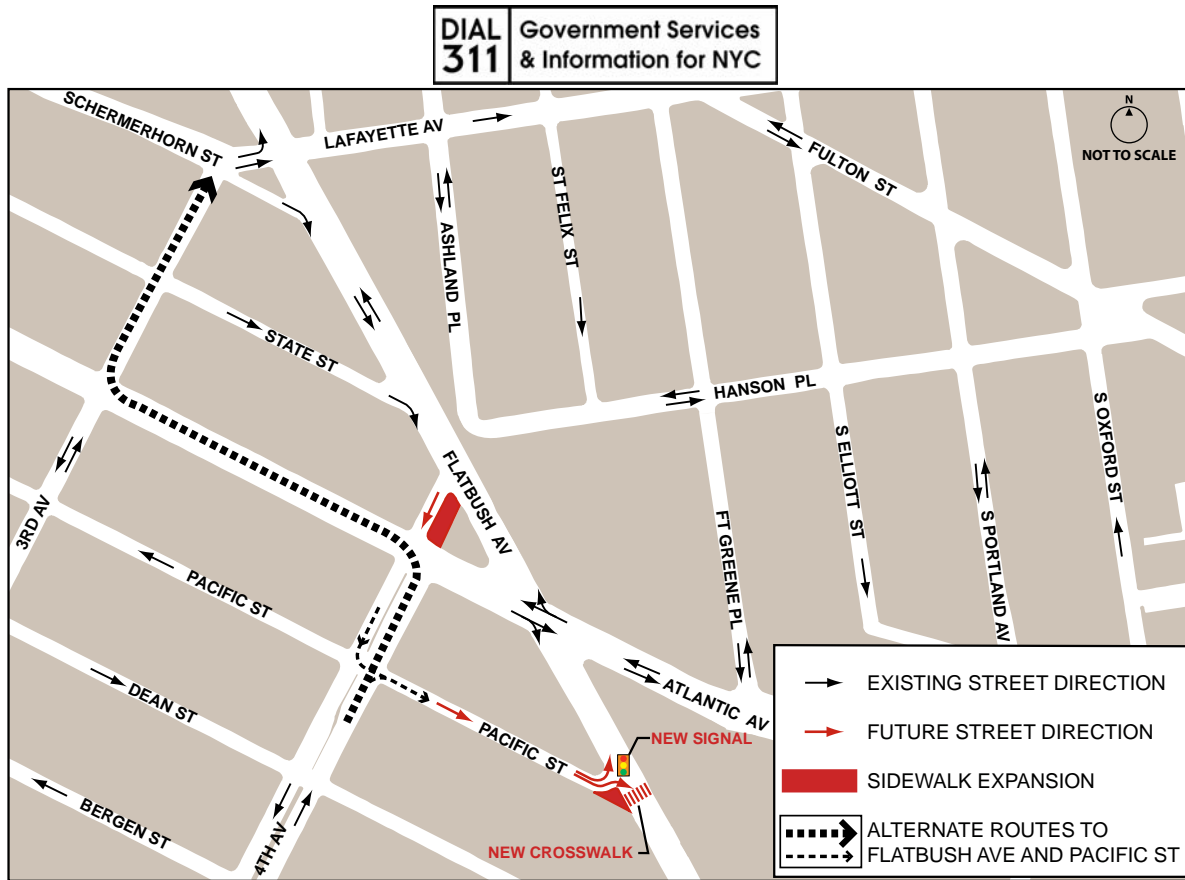 DIAL
311
Government Services
& Information for NYC
SCHERMERHORN ST
LAFAYETTE AV
FULTON ST
N
NOT TO SCALE
ASHLAND PL
ST FELIX ST
STATE ST
HANSON PL
FLATBUSH AV
S ELLIOTT ST
S OXFORD ST
3RD AV
FT GREENE PL
S PORTLAND AV
PACIFIC ST
DEAN ST
ATLANTIC AV
PACIFIC ST
NEW SIGNAL
BERGEN ST
4TH AV
NEW CROSSWALK
EXISTING STREET DIRECTION
FUTURE STREET DIRECTION
SIDEWALK EXPANSION
ALTERNATE ROUTES TO
FLATBUSH AVE AND PACIFIC ST